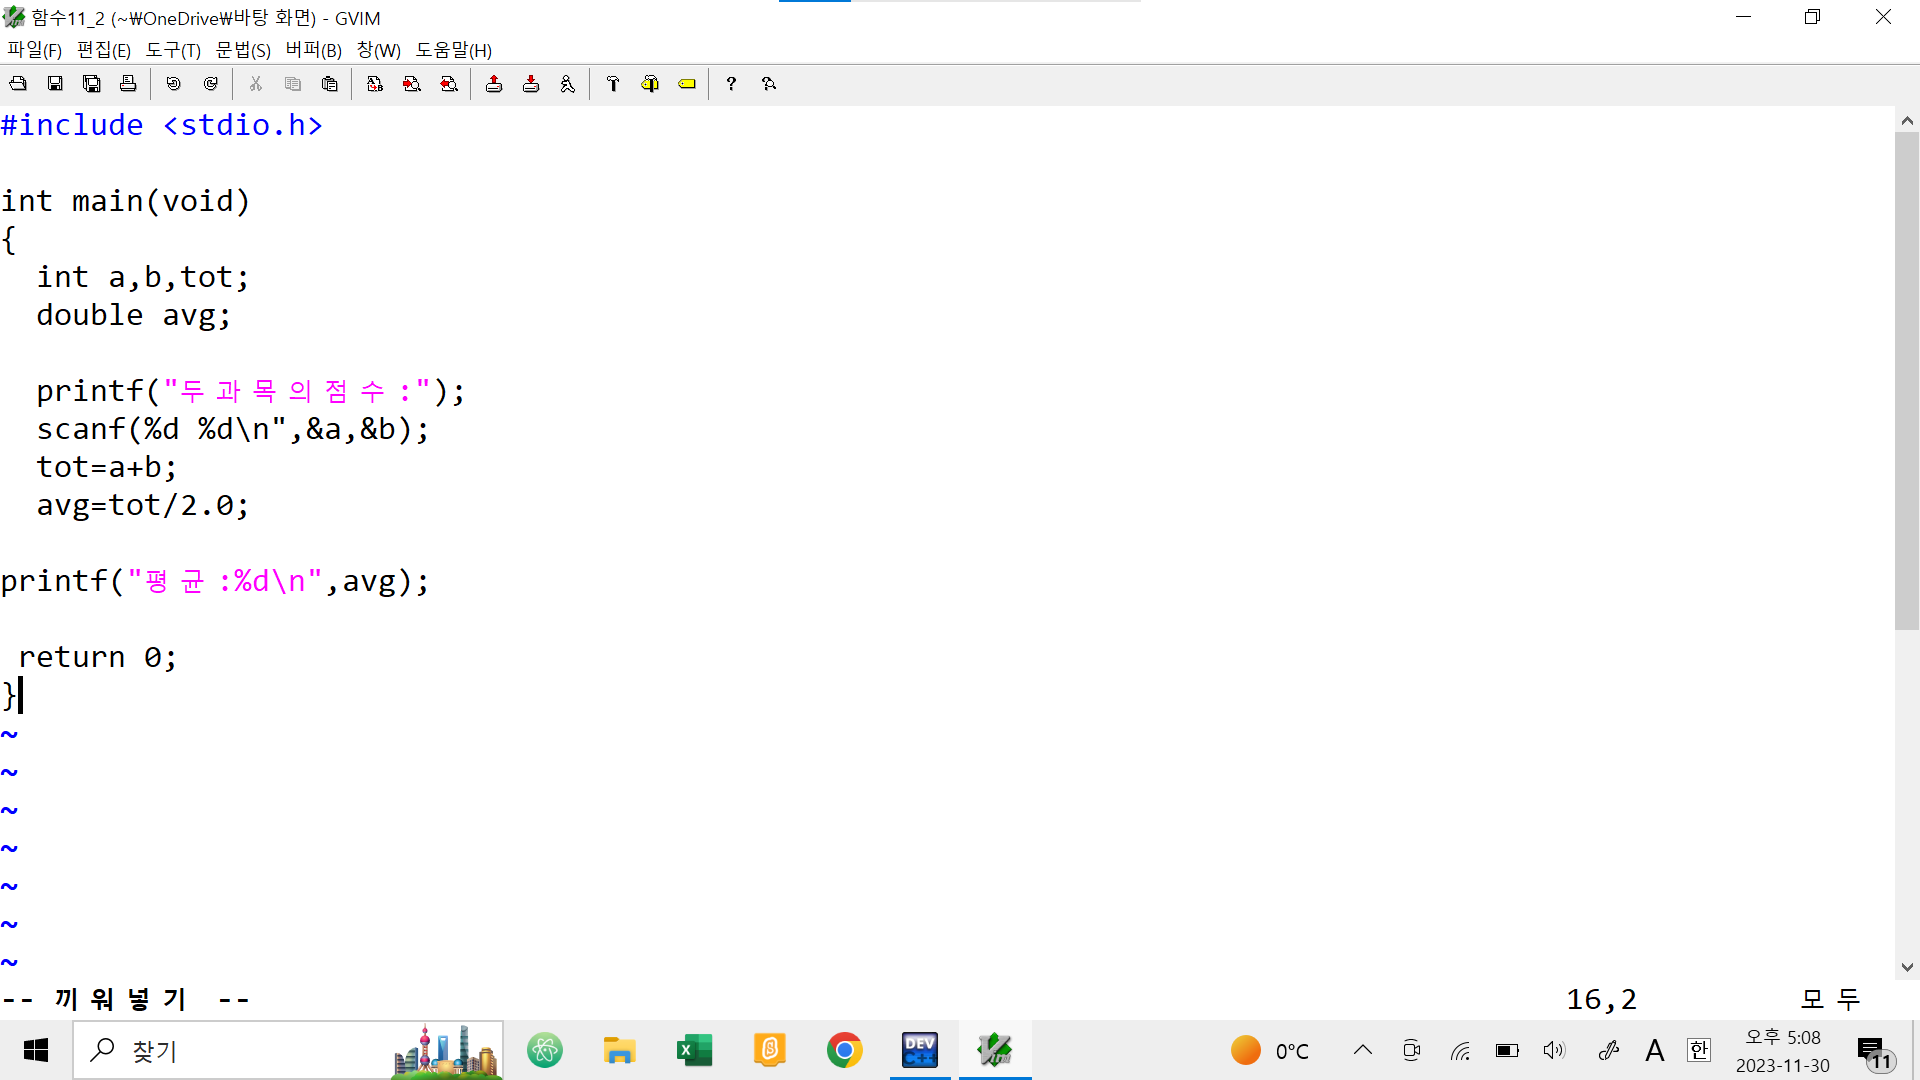 함수11_2 (~₩OneDrive₩바탕 화면) - GVIM
파일(F) 편집(E) 도구(T) 문법(S) 버퍼(B) 창(W) 도움말(H)
#include <stdio.h>
int main(void)
{
int a,b,tot;
double avg;
printf("두 과 목 의 점 수 :");
scanf(%d %d\n",&a,&b);
tot=a+b;
avg=tot/2.0;
printf("평 균 :%d\n",avg);
return 0;
}
~
~
~
~
~
~
~
-- 끼 워 넣 기 -- 16,2 모 두
찾기
DEV C++
0°C
A
한
오후 5:08
2023-11-30
11